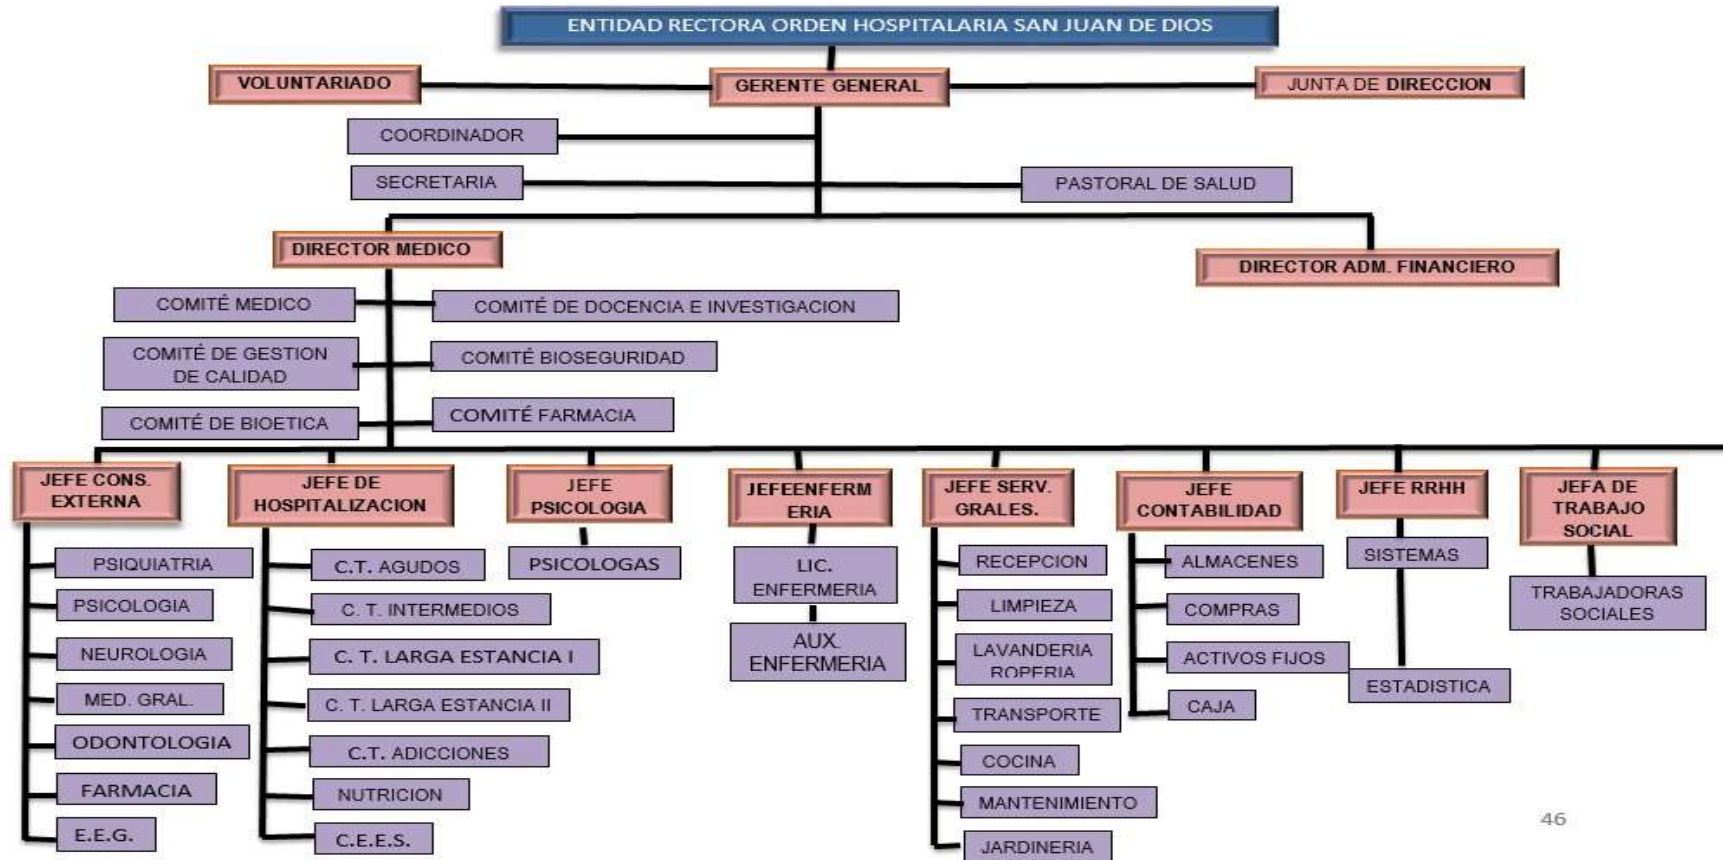 ENTIDAD RECTORA ORDEN HOSPITALARIA SAN JUAN DE DIOS
VOLUNTARIADO
GERENTE GENERAL
JUNTA DE DIRECCION
COORDINADOR
SECRETARIA
PASTORAL DE SALUD
DIRECTOR MEDICO
DIRECTOR ADM. FINANCIERO
COMITÉ MEDICO
COMITÉ DE DOCENCIA E INVESTIGACION
COMITÉ DE GESTION
DE CALIDAD
COMITÉ BIOSEGURIDAD
COMITÉ DE BIOETICA
COMITÉ FARMACIA
JEFE CONS.
EXTERNA
PSIQUIATRIA
PSICOLOGIA
NEUROLOGIA
MED. GRAL.
ODONTOLOGIA
FARMACIA
E.E.G.
JEFE DE
HOSPITALIZACION
C.T. AGUDOS
C. T. INTERMEDIOS
C. T. LARGA ESTANCIA I
C. T. LARGA ESTANCIA II
C.T. ADICCIONES
NUTRICION
C.E.E.S.
JEFE
PSICOLOGIA
PSICOLOGAS
JEFEENFERM
ERIA
LIC.
ENFERMERIA
AUX.
ENFERMERIA
JEFE SERV.
GRALES.
RECEPCION
LIMPIEZA
LAVANDERIA
ROPERIA
TRANSPORTE
COCINA
MANTENIMIENTO
JARDINERIA
JEFE
CONTABILIDAD
ALMACENES
COMPRAS
ACTIVOS FIJOS
CAJA
JEFE RRHH
SISTEMAS
ESTADISTICA
JEFA DE
TRABAJO
SOCIAL
TRABAJADORAS
SOCIALES
46